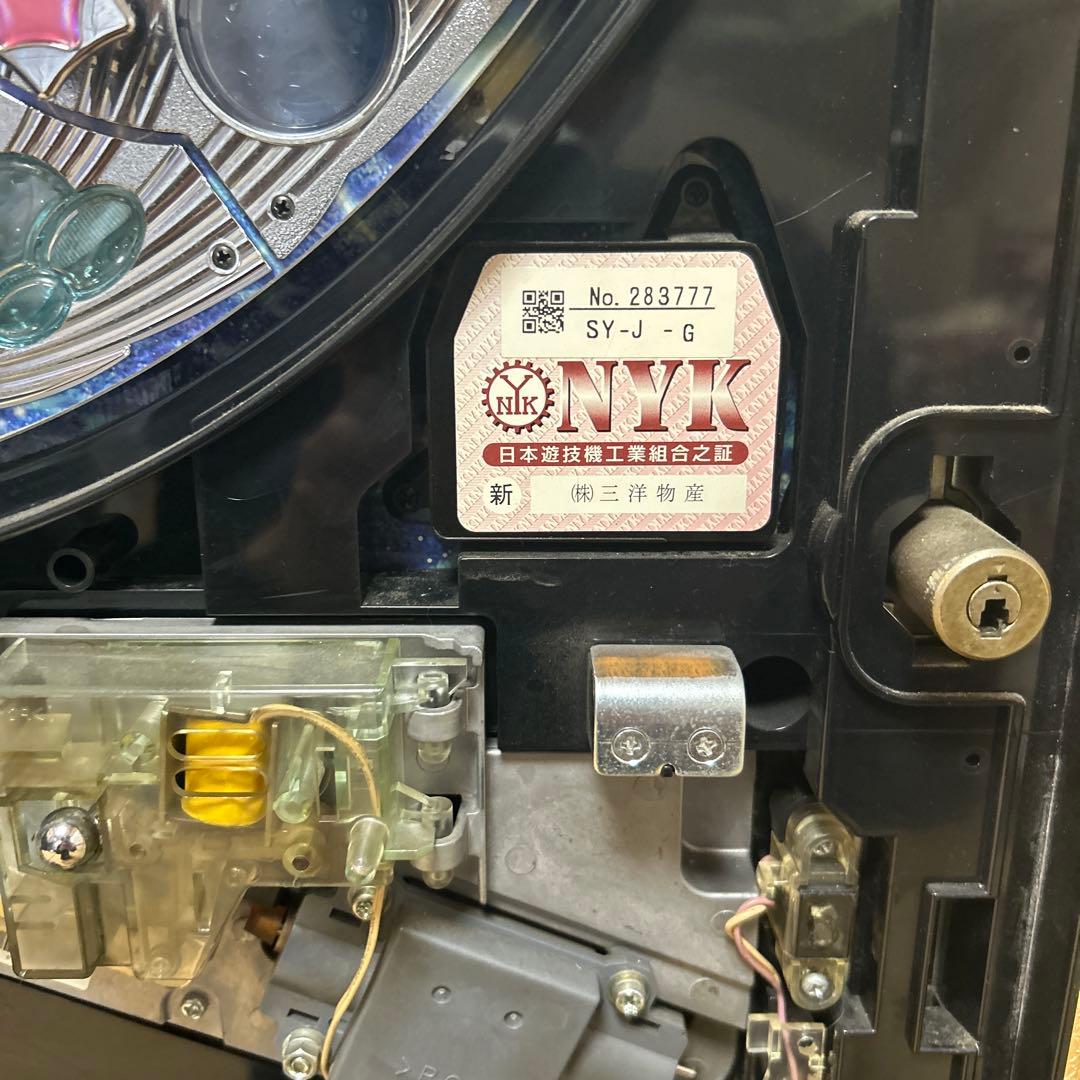 No. 283777
SY-J -G
NYK
NYK
日本遊技機工業組合之証
新 ㈱三洋物産